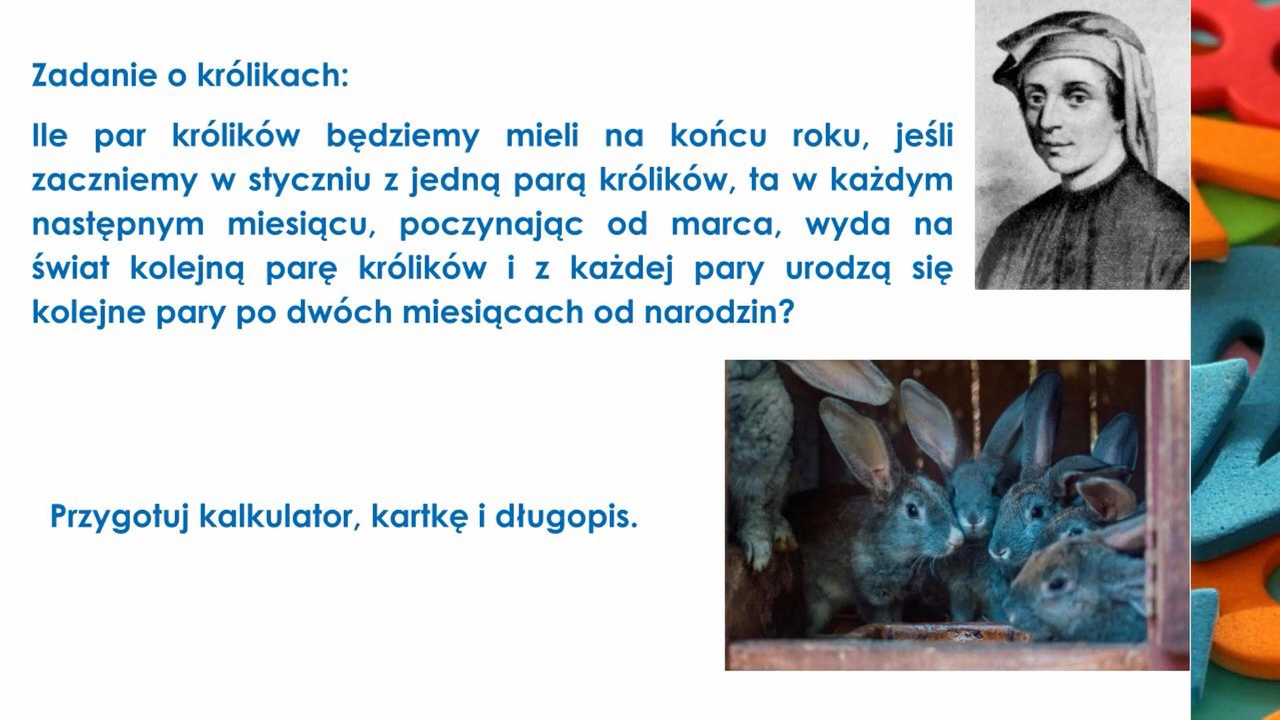 Zadanie o królikach:
Ile par królików będziemy mieli na końcu roku, jeśli
zaczniemy w styczniu z jedną parą królików, ta w każdym
następnym miesiącu, poczynając od marca, wyda na
świat kolejną parę królików i z każdej pary urodzą się
kolejne pary po dwóch miesiącach od narodzin?
Przygotuj kalkulator, kartkę i długopis.